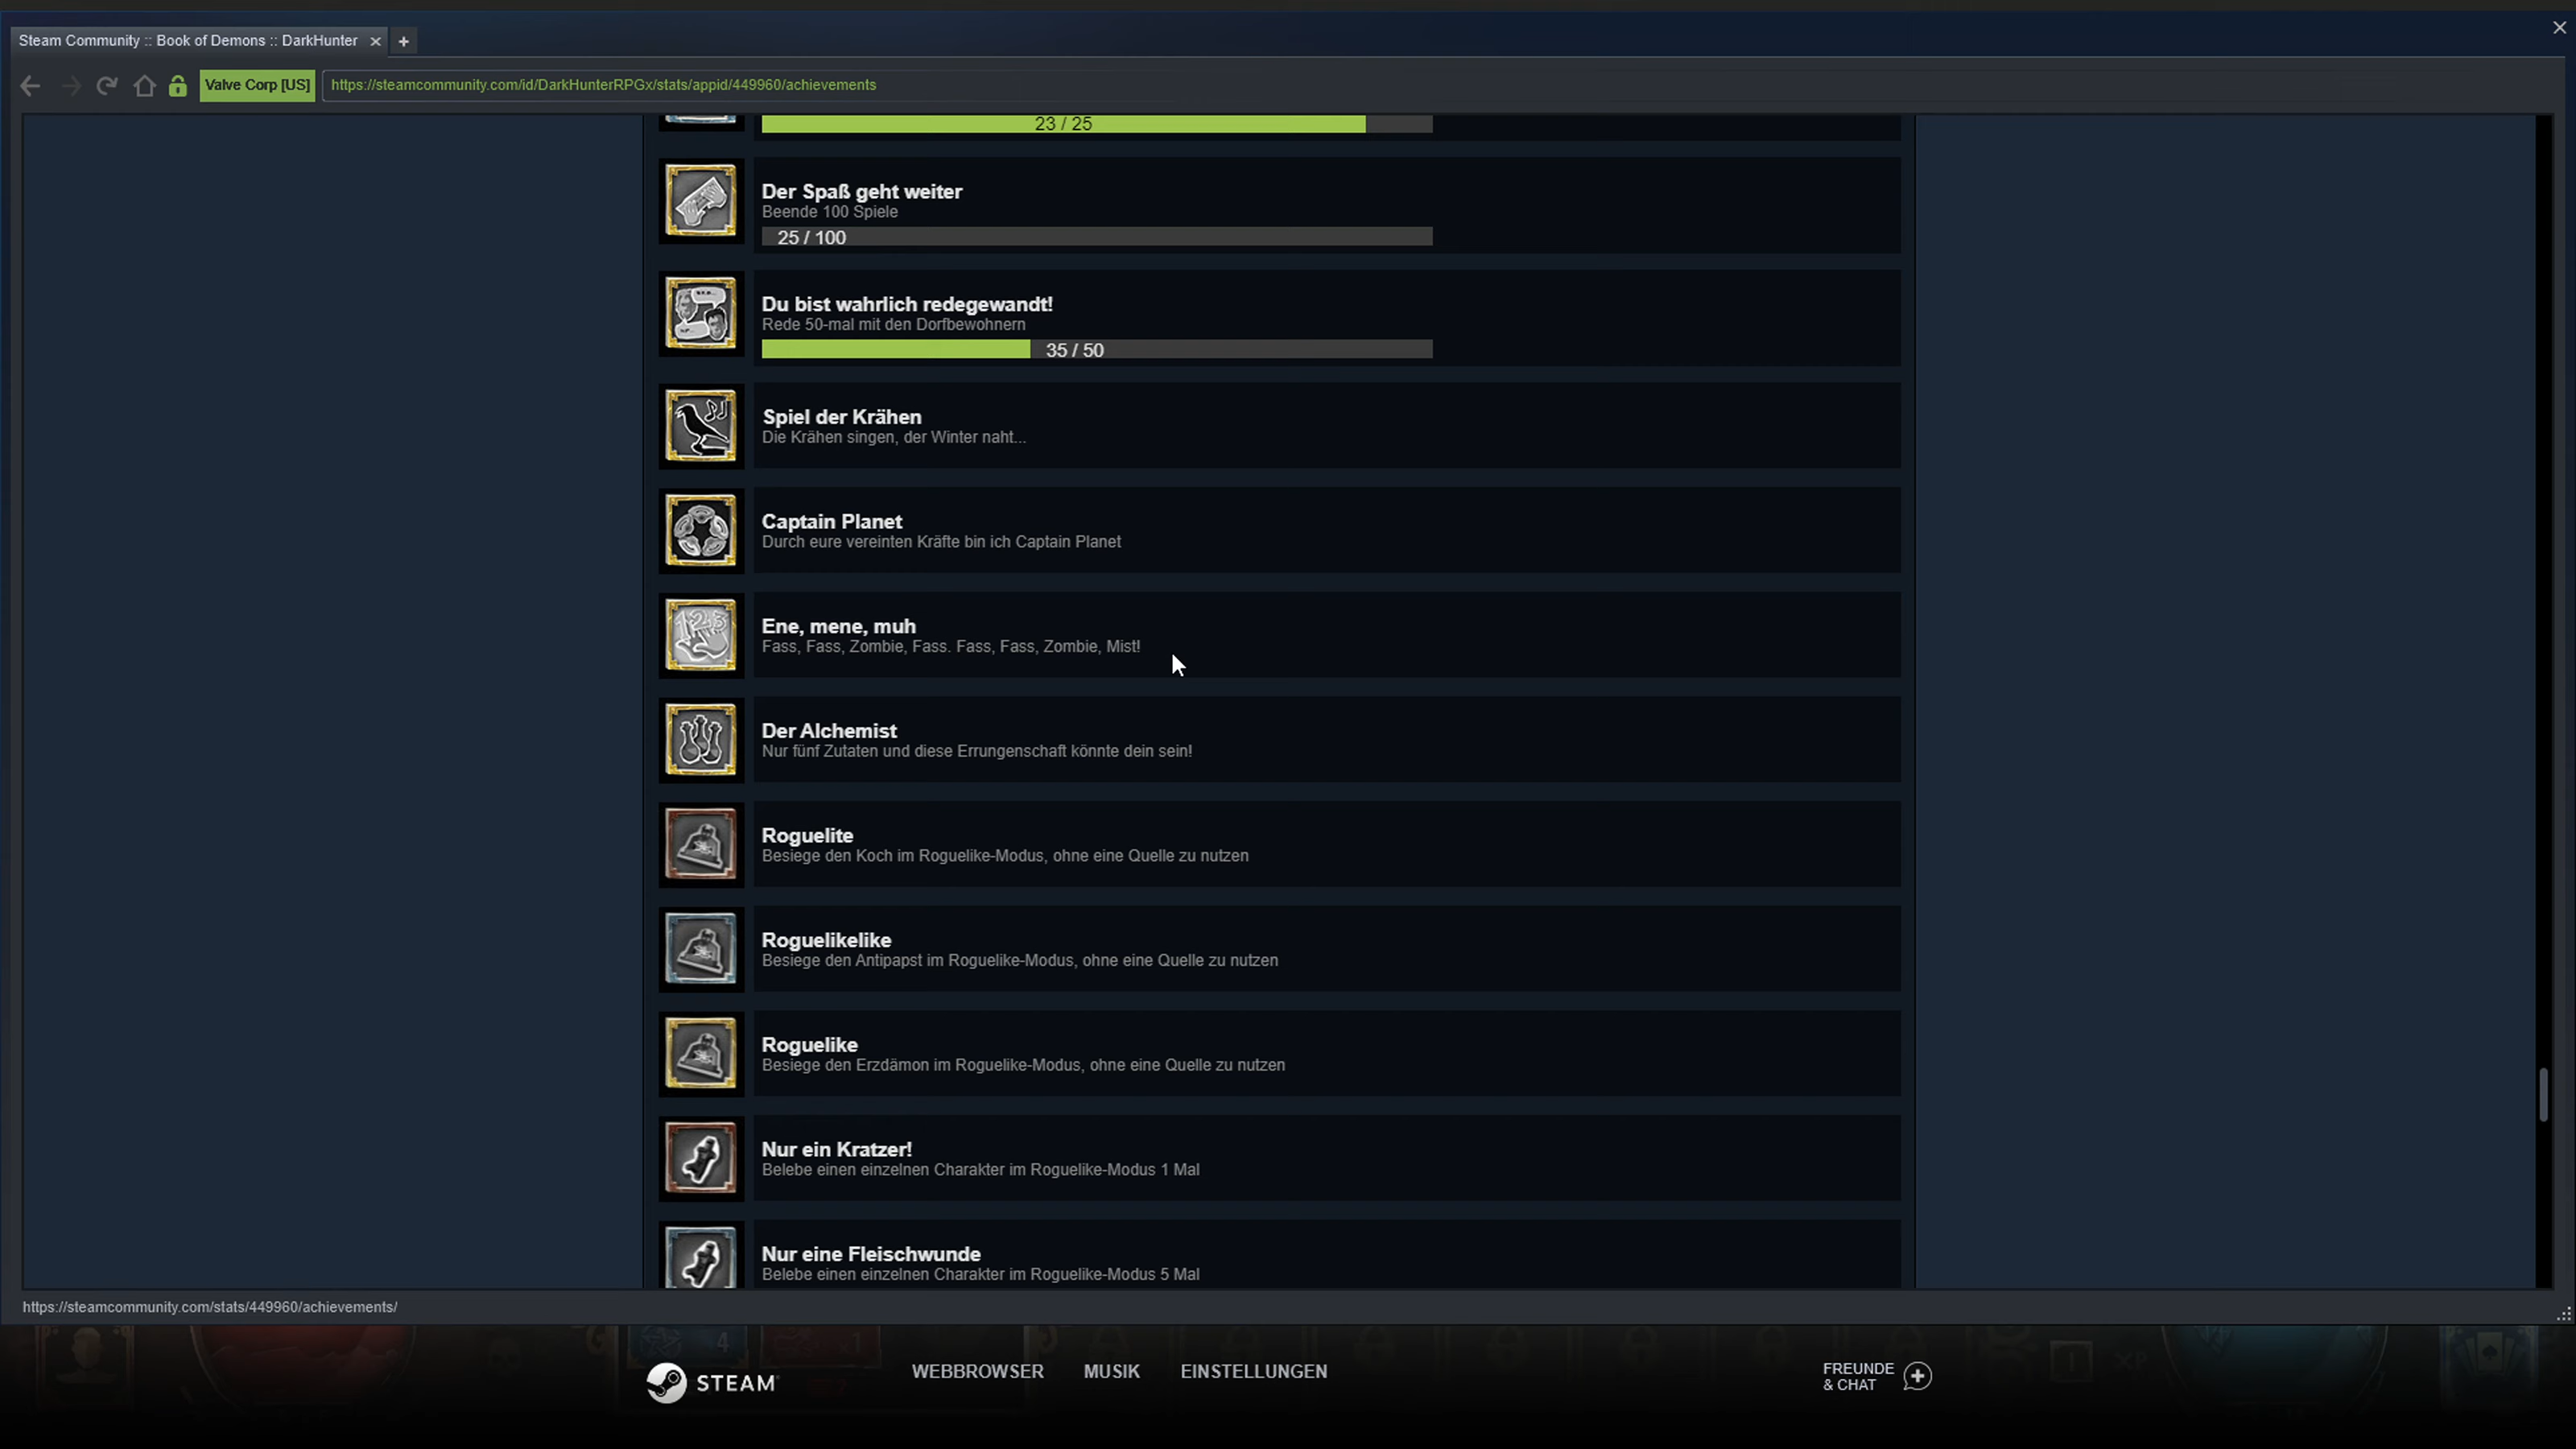 Steam Community :: Book of Demons :: DarkHunter
Valve Corp [US]
https://steamcommunity.com/id/DarkHunterRPGx/stats/appid/449960/achievements
23 / 25
Der Spaß geht weiter
Beende 100 Spiele
25 / 100
Du bist wahrlich redegewandt!
Rede 50-mal mit den Dorfbewohnern
35 / 50
Spiel der Krähen
Die Krähen singen, der Winter naht...
Captain Planet
Durch eure vereinten Kräfte bin ich Captain Planet
Ene, mene, muh
Fass, Fass, Zombie, Fass. Fass, Fass, Zombie, Mist!
Der Alchemist
Nur fünf Zutaten und diese Errungenschaft könnte dein sein!
Roguelite
Besiege den Koch im Roguelike-Modus, ohne eine Quelle zu nutzen
Roguelikelike
Besiege den Antipapst im Roguelike-Modus, ohne eine Quelle zu nutzen
Roguelike
Besiege den Erzdämon im Roguelike-Modus, ohne eine Quelle zu nutzen
Nur ein Kratzer!
Belebe einen einzelnen Charakter im Roguelike-Modus 1 Mal
Nur eine Fleischwunde
Belebe einen einzelnen Charakter im Roguelike-Modus 5 Mal
https://steamcommunity.com/stats/449960/achievements/
4
1
XP
STEAM
WEBBROWSER
MUSIK
EINSTELLUNGEN
FREUNDE
& CHAT